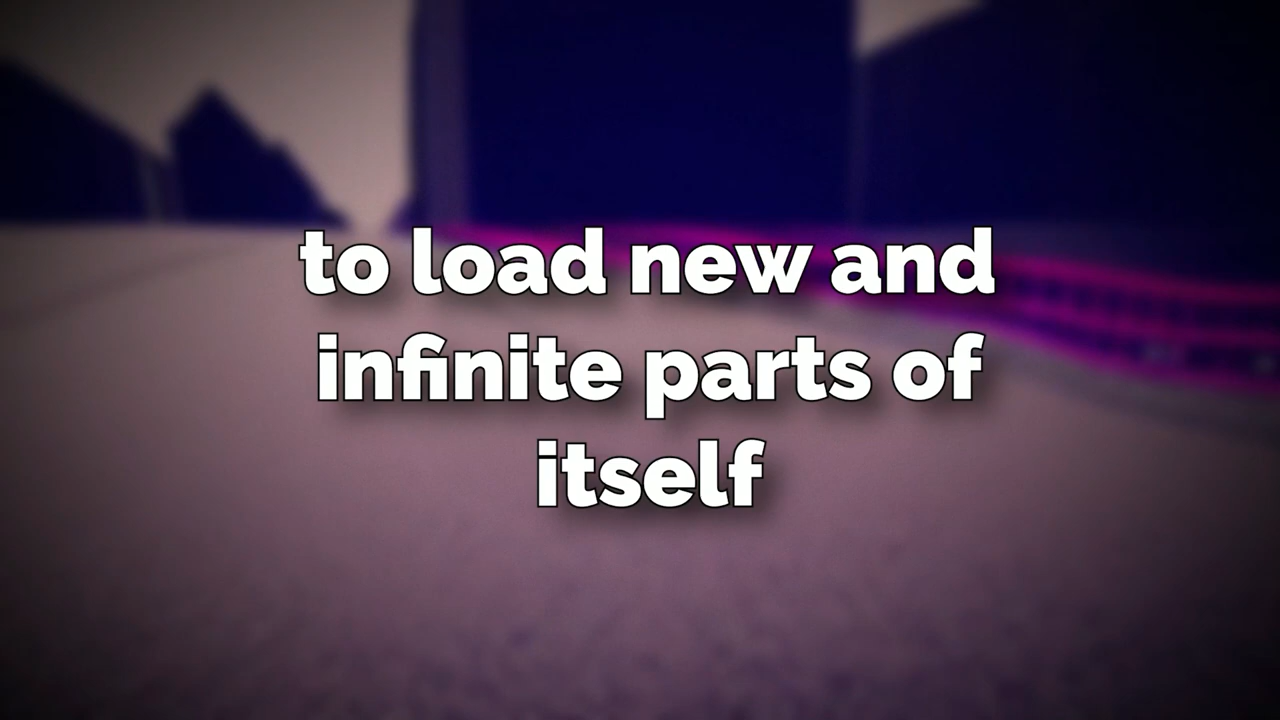 to load new and
infinite parts of
itself